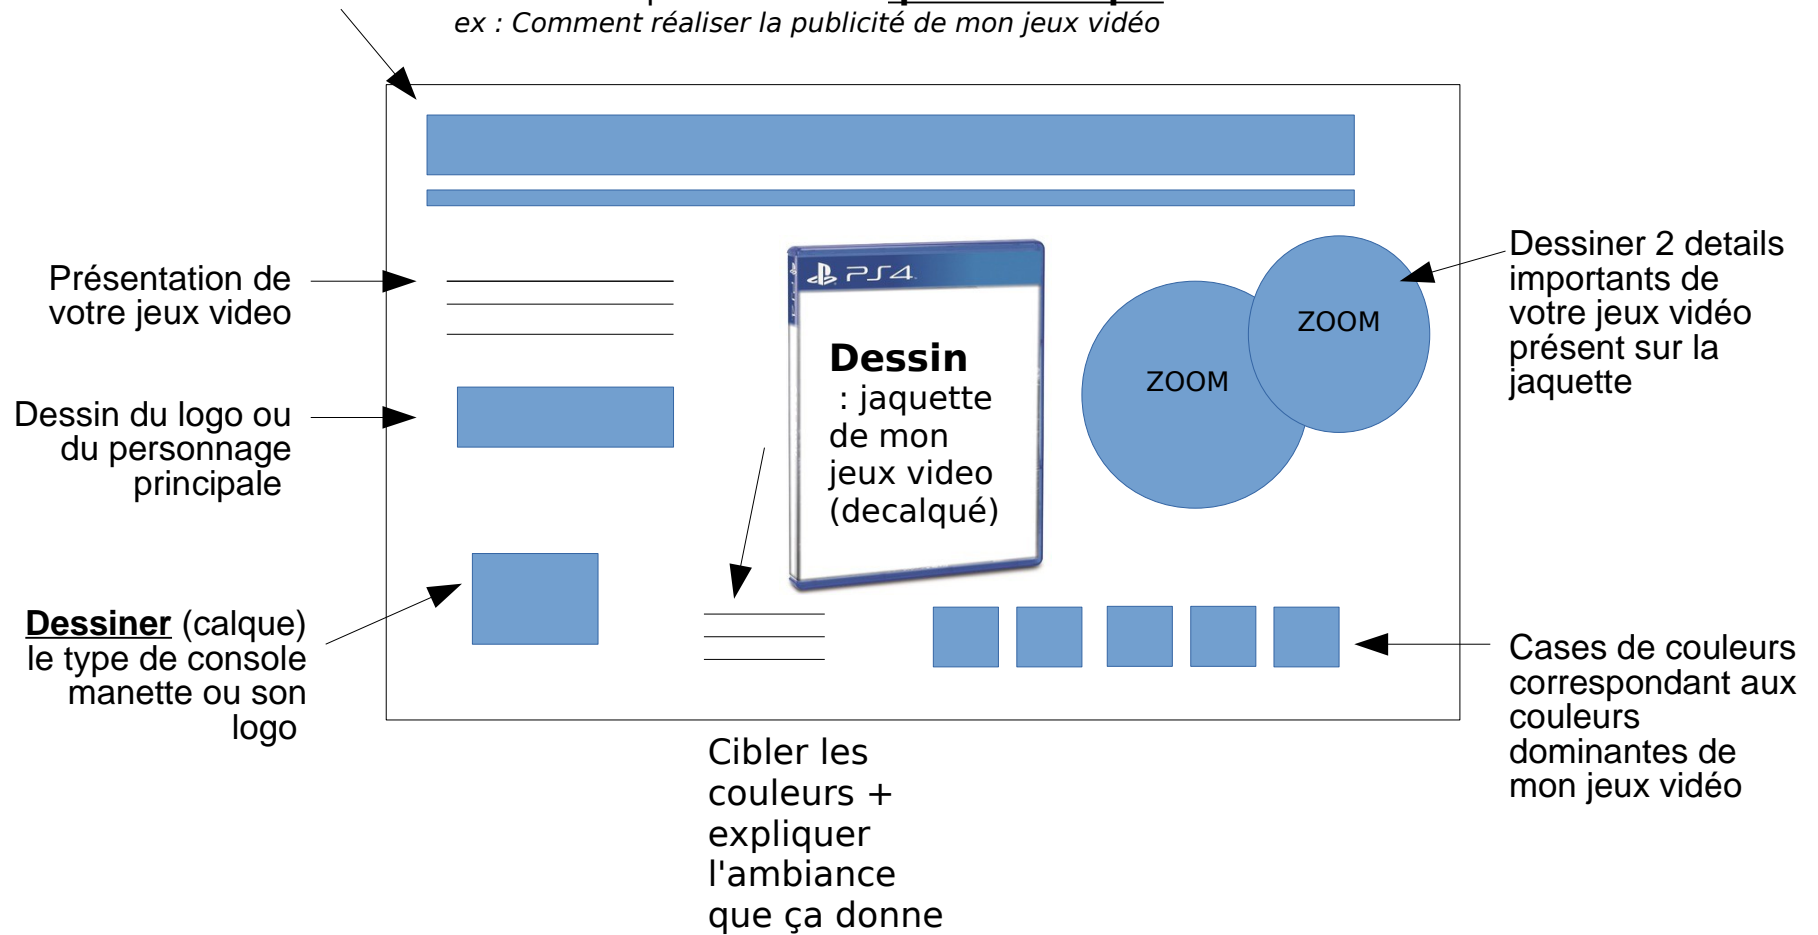 ex : Comment réaliser la publicité de mon jeux vidéo
Présentation de
votre jeux video
Dessin du logo ou
du personnage
principale
Dessiner (calque)
le type de console
manette ou son
logo
PS4
Dessin
: jaquette
de mon
jeux video
(decalqué)
ZOOM
ZOOM
Dessiner 2 details
importants de
votre jeux vidéo
présent sur la
jaquette
Cases de couleurs
correspondant aux
couleurs
dominantes de
mon jeux vidéo
Cibler les
couleurs +
expliquer
l'ambiance
que ça donne